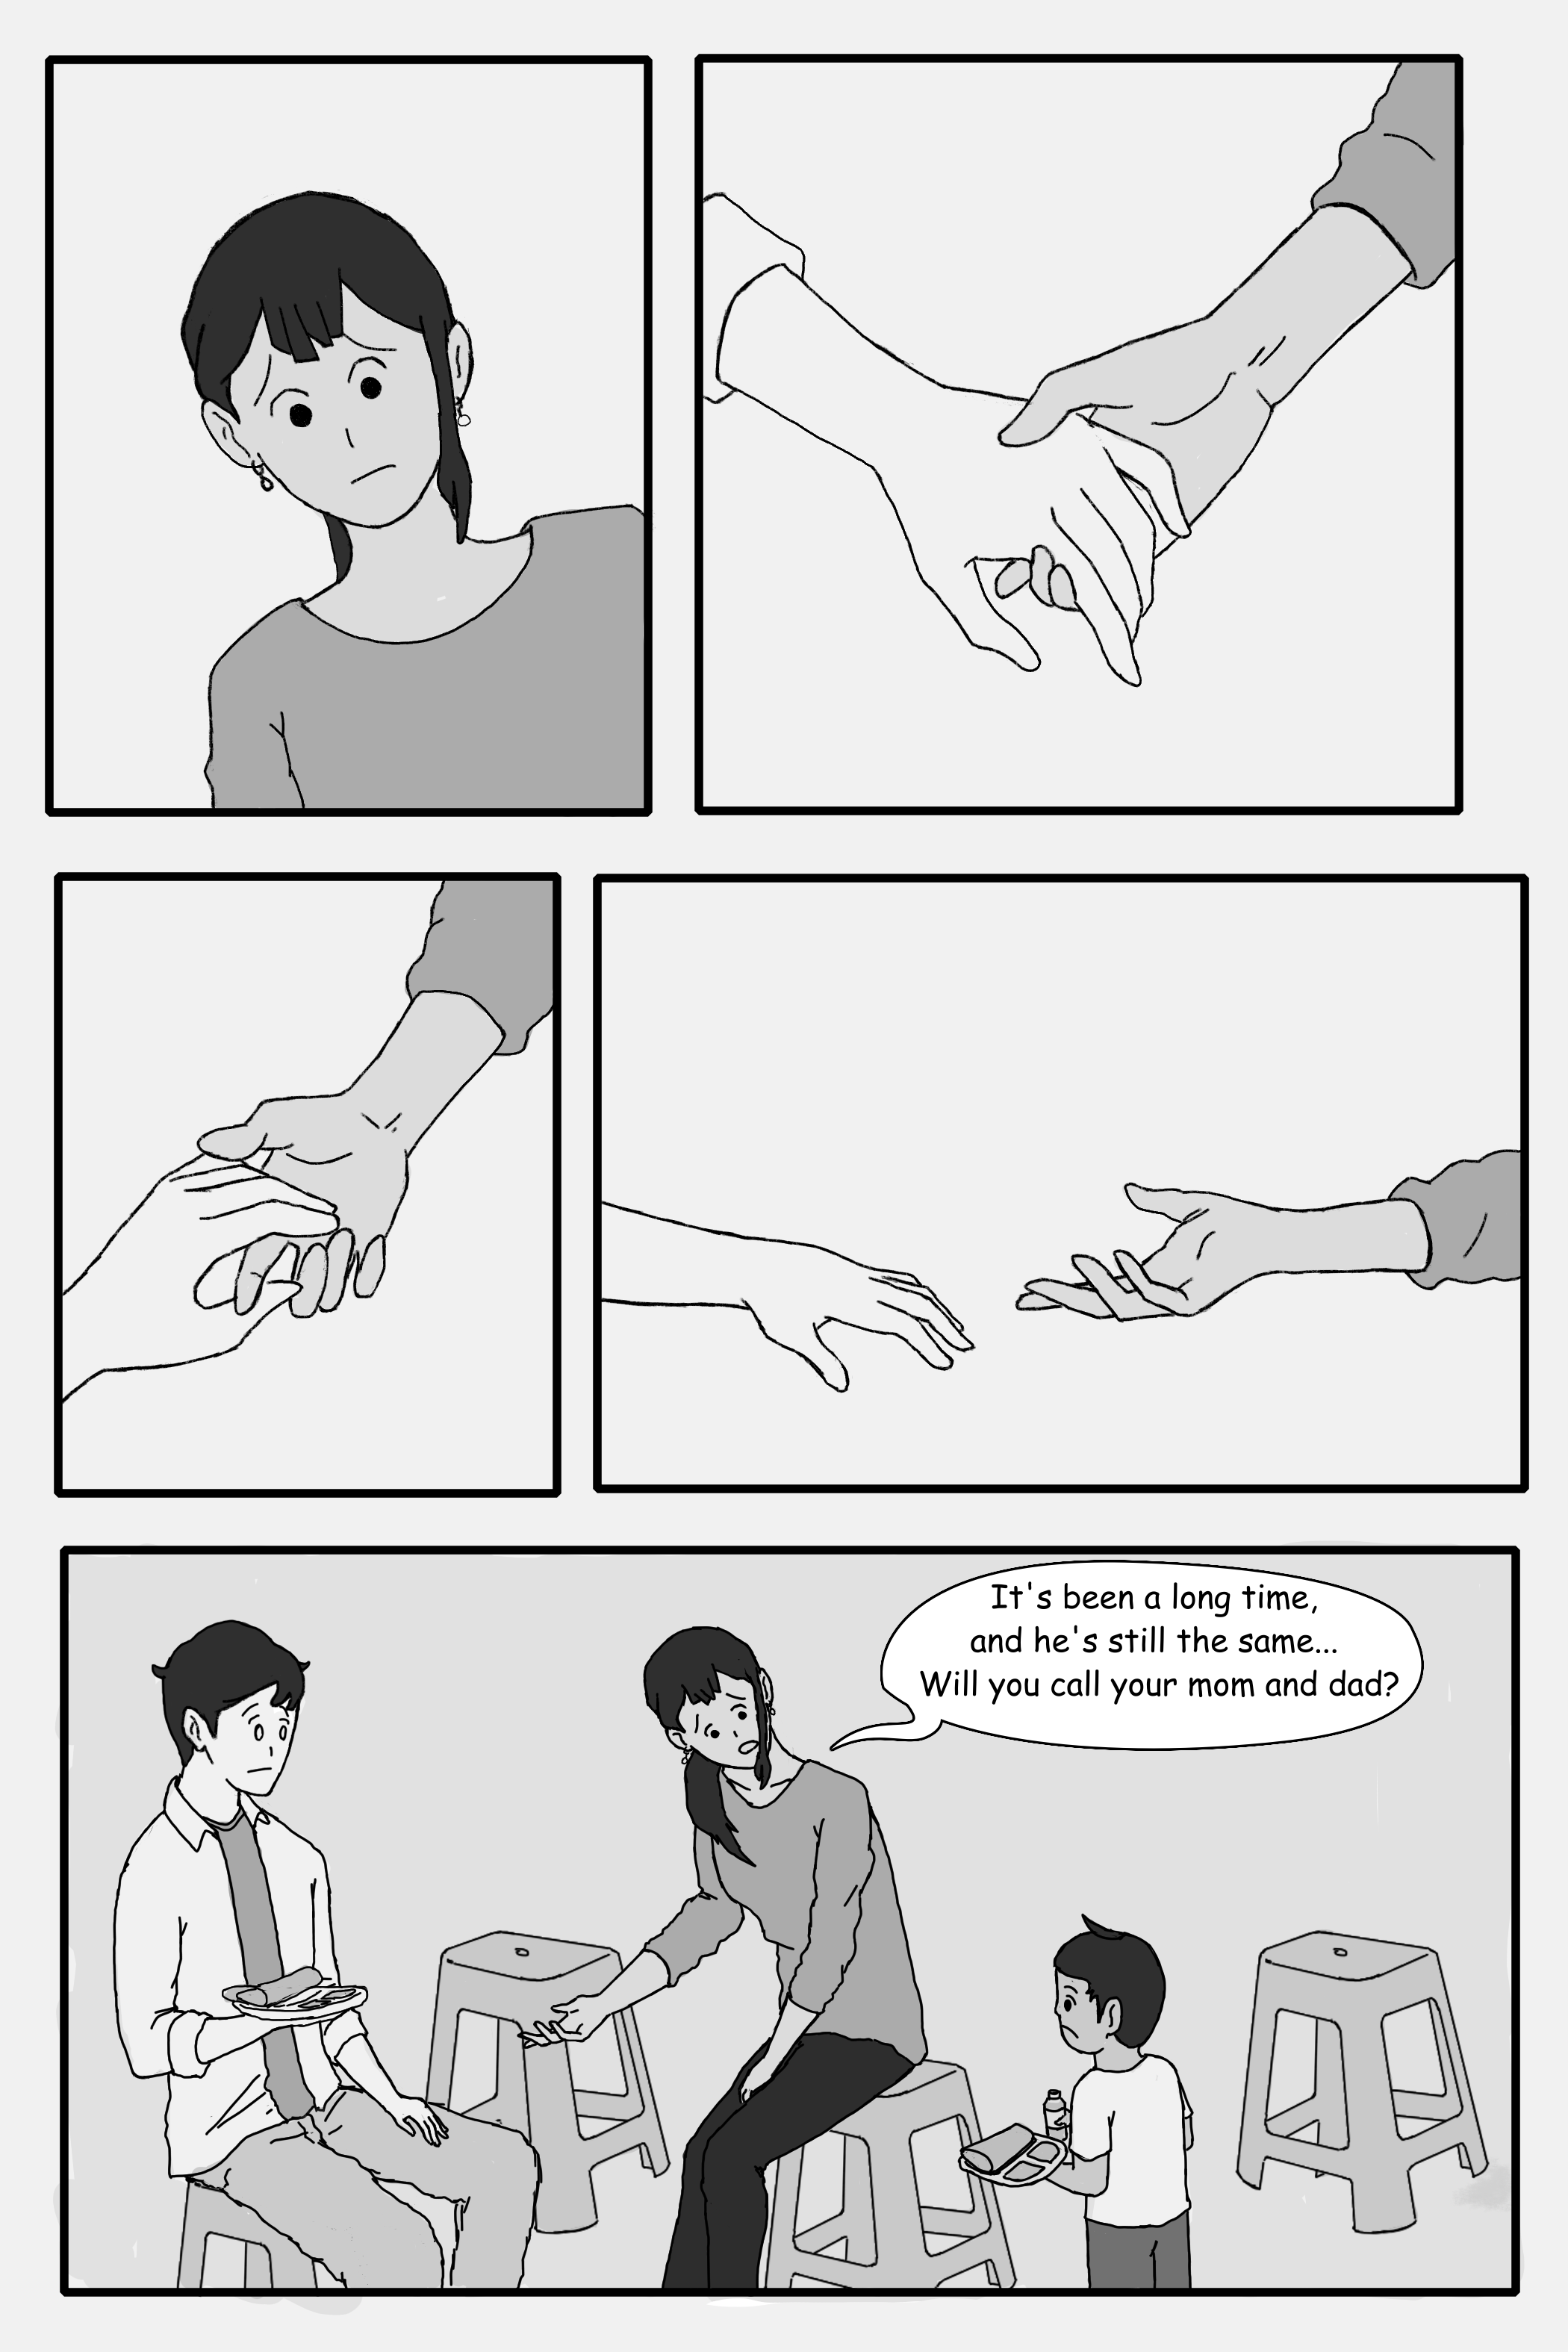 It's been a long time,
and he's still the same...
Will you call your mom and dad?